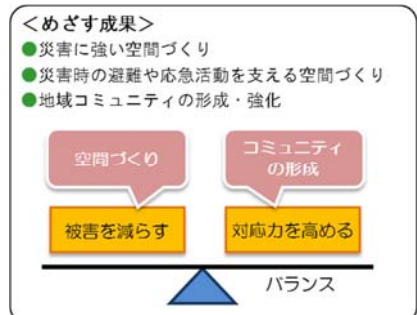 ＜めざす成果＞
●災害に強い空間づくり
●災害時の避難や応急活動を支える空間づくり
●地域コミュニティの形成・強化
空間づくり
コミュニティ
の形成
被害を減らす
対応力を高める
バランス